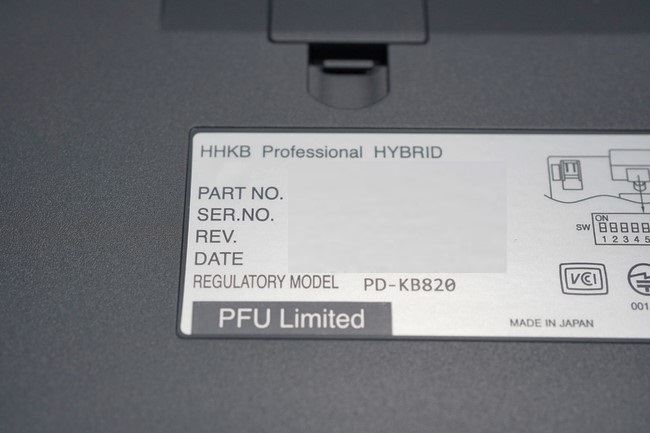 HHKB Professional HYBRID
PART NO.
SER.NO.
REV.
DATE
REGULATORY MODEL PD-KB820
PFU Limited
ON
SW
1 2 3 4 5
VCI
001
MADE IN JAPAN